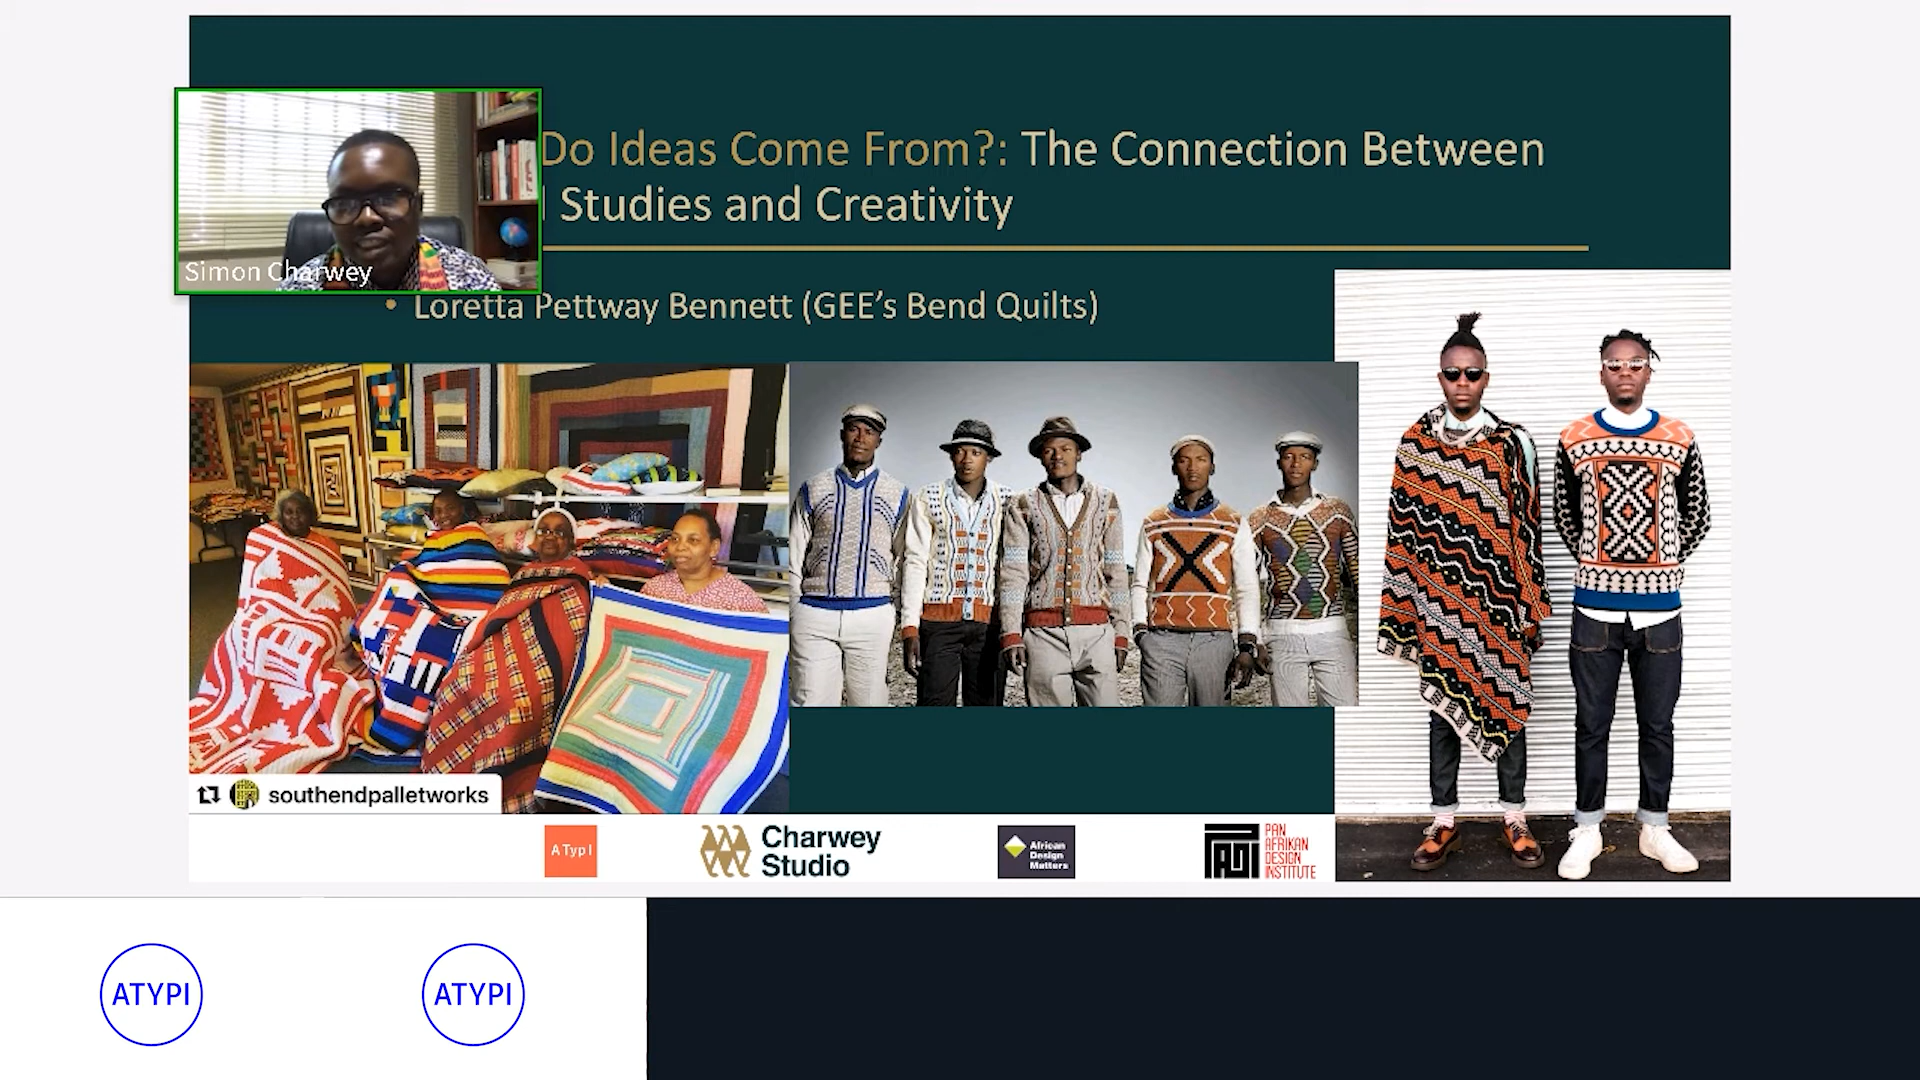 Do Ideas Come From?: The Connection Between
Studies and Creativity
Simon Charwey
• Loretta Pettway Bennett (GEE’s Bend Quilts)
southendpalletworks
ATypI
Charwey
Studio
African
Design
Matters
PADI
PAN
AFRIKAN
DESIGN
INSTITUTE
ATYPI
ATYPI